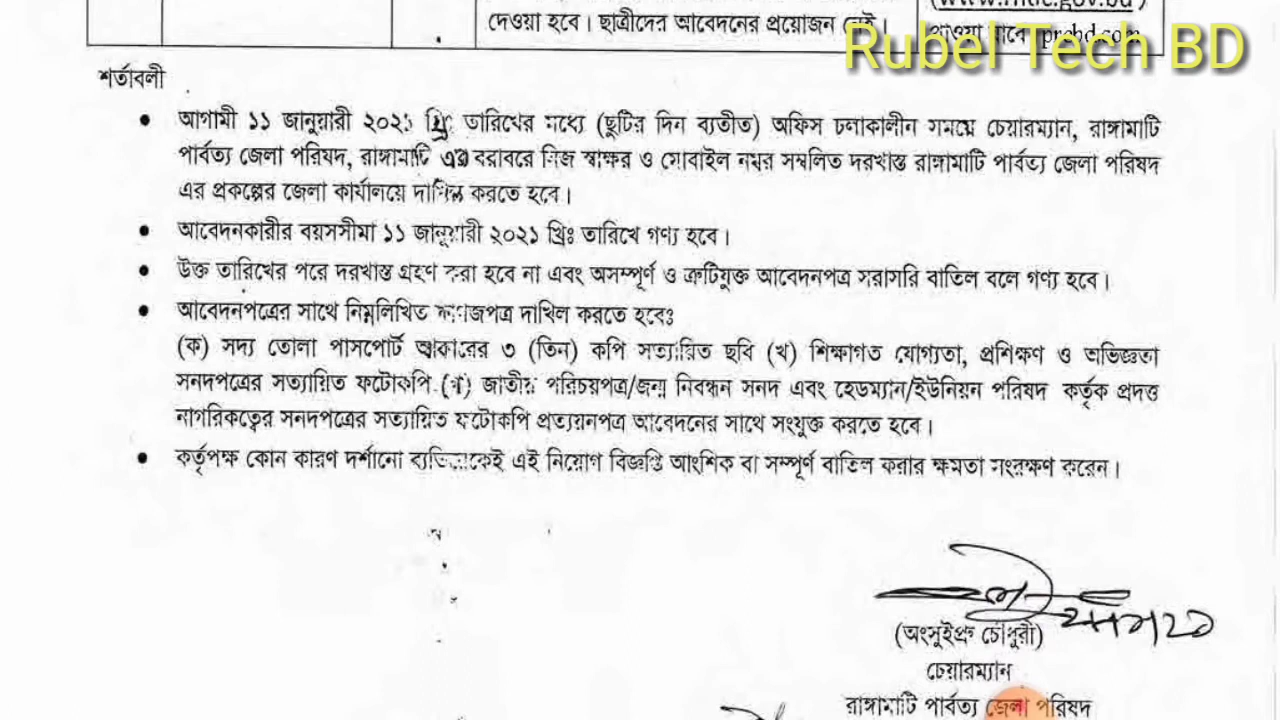 (www.rhdc.gov.bd)
দেওয়া হবে। ছাত্রীদের আবেদনের প্রয়োজন নেই।
Rubel Tech BD
শর্তাবলী
• আগামী ১১ জানুয়ারী ২০২১ খ্রিঃ তারিখের মধ্যে (ছুটির দিন ব্যতীত) অফিস চলাকালীন সময়ে চেয়ারম্যান, রাঙ্গামাটি
পার্বত্য জেলা পরিষদ, রাঙ্গামাটি এর বরাবরে নিজ স্বাক্ষর ও মোবাইল নম্বর সম্বলিত দরখাস্ত রাঙ্গামাটি পার্বত্য জেলা পরিষদ
এর প্রকল্পের জেলা কার্যালয়ে দাখিল করতে হবে।
• আবেদনকারীর বয়সসীমা ১১ জানুয়ারী ২০২১ খ্রিঃ তারিখে গণ্য হবে।
• উক্ত তারিখের পরে দরখাস্ত গ্রহণ করা হবে না এবং অসম্পূর্ণ ও ত্রুটিযুক্ত আবেদনপত্র সরাসরি বাতিল বলে গণ্য হবে।
• আবেদনপত্রের সাথে নিম্নলিখিত কাগজপত্র দাখিল করতে হবেঃ
(ক) সদ্য তোলা পাসপোর্ট আকারের ৩ (তিন) কপি সত্যায়িত ছবি (খ) শিক্ষাগত যোগ্যতা, প্রশিক্ষণ ও অভিজ্ঞতা
সনদপত্রের সত্যায়িত ফটোকপি (গ) জাতীয় পরিচয়পত্র/জন্ম নিবন্ধন সনদ এবং হেডম্যান/ইউনিয়ন পরিষদ কর্তৃক প্রদত্ত
নাগরিকত্বের সনদপত্রের সত্যায়িত ফটোকপি প্রত্যয়নপত্র আবেদনের সাথে সংযুক্ত করতে হবে।
• কর্তৃপক্ষ কোন কারণ দর্শানো ব্যতিরেকেই এই নিয়োগ বিজ্ঞপ্তি আংশিক বা সম্পূর্ণ বাতিল করার ক্ষমতা সংরক্ষণ করেন।
(অংসুইপ্রু চৌধুরী)
চেয়ারম্যান
রাঙ্গামাটি পার্বত্য জেলা পরিষদ